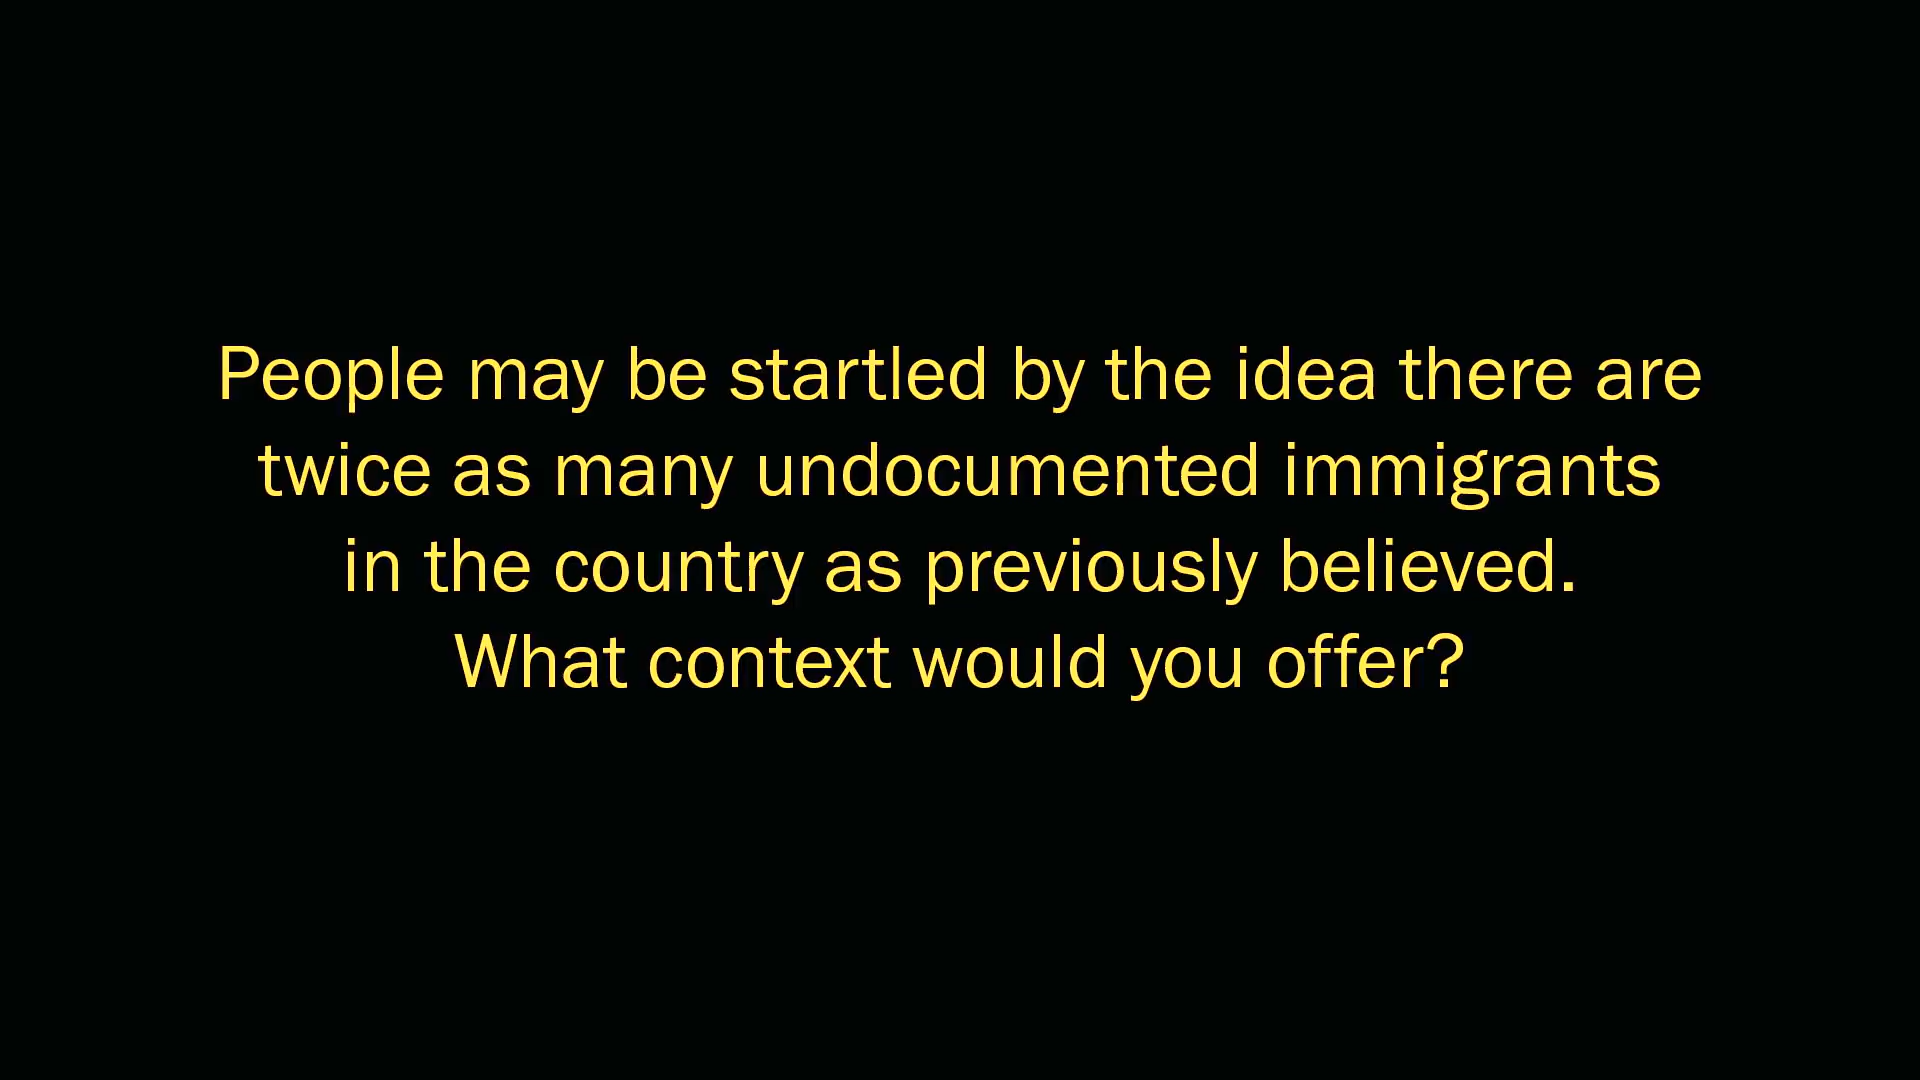 People may be startled by the idea there are
twice as many undocumented immigrants
in the country as previously believed.
What context would you offer?